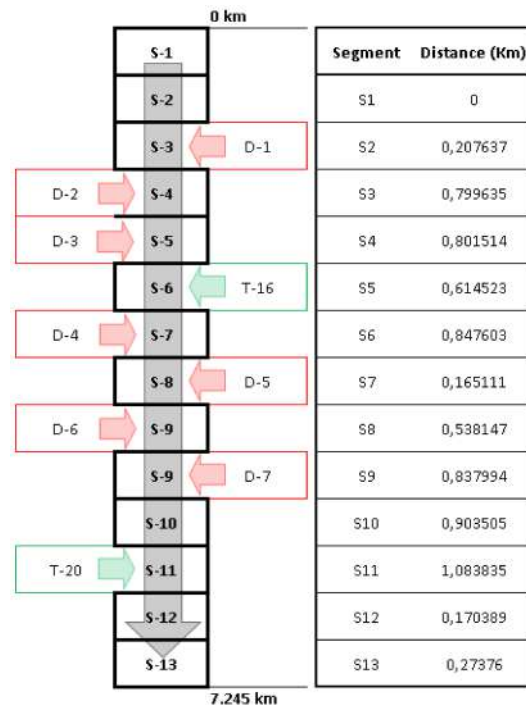 0 km
S-1
S-2
S-3
D-1
D-2
S-4
D-3
S-5
S-6
T-16
D-4
S-7
S-8
D-5
D-6
S-9
S-9
D-7
S-10
T-20
S-11
S-12
S-13
7.245 km
Segment Distance (Km)
S1 0
S2 0,207637
S3 0,799635
S4 0,801514
S5 0,614523
S6 0,847603
S7 0,165111
S8 0,538147
S9 0,837994
S10 0,903505
S11 1,083835
S12 0,170389
S13 0,27376